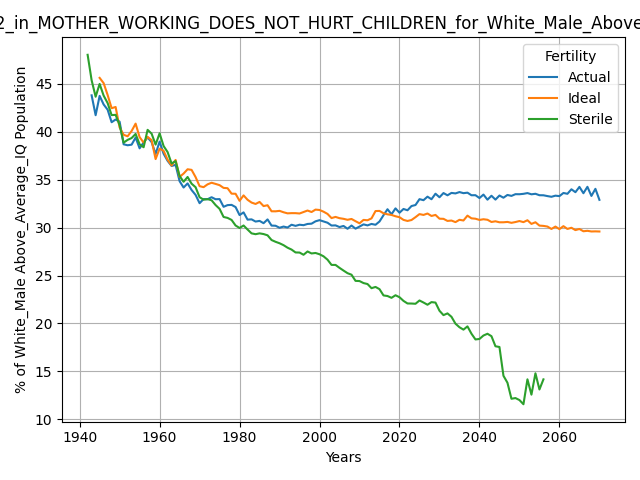 2_in_MOTHER_WORKING_DOES_NOT_HURT_CHILDREN_for_White_Male_Above
% of White_Male Above_Average_IQ Population
45
40
35
30
25
20
15
10
1940
1960
1980
2000
2020
2040
2060
Years
Fertility
Actual
Ideal
Sterile